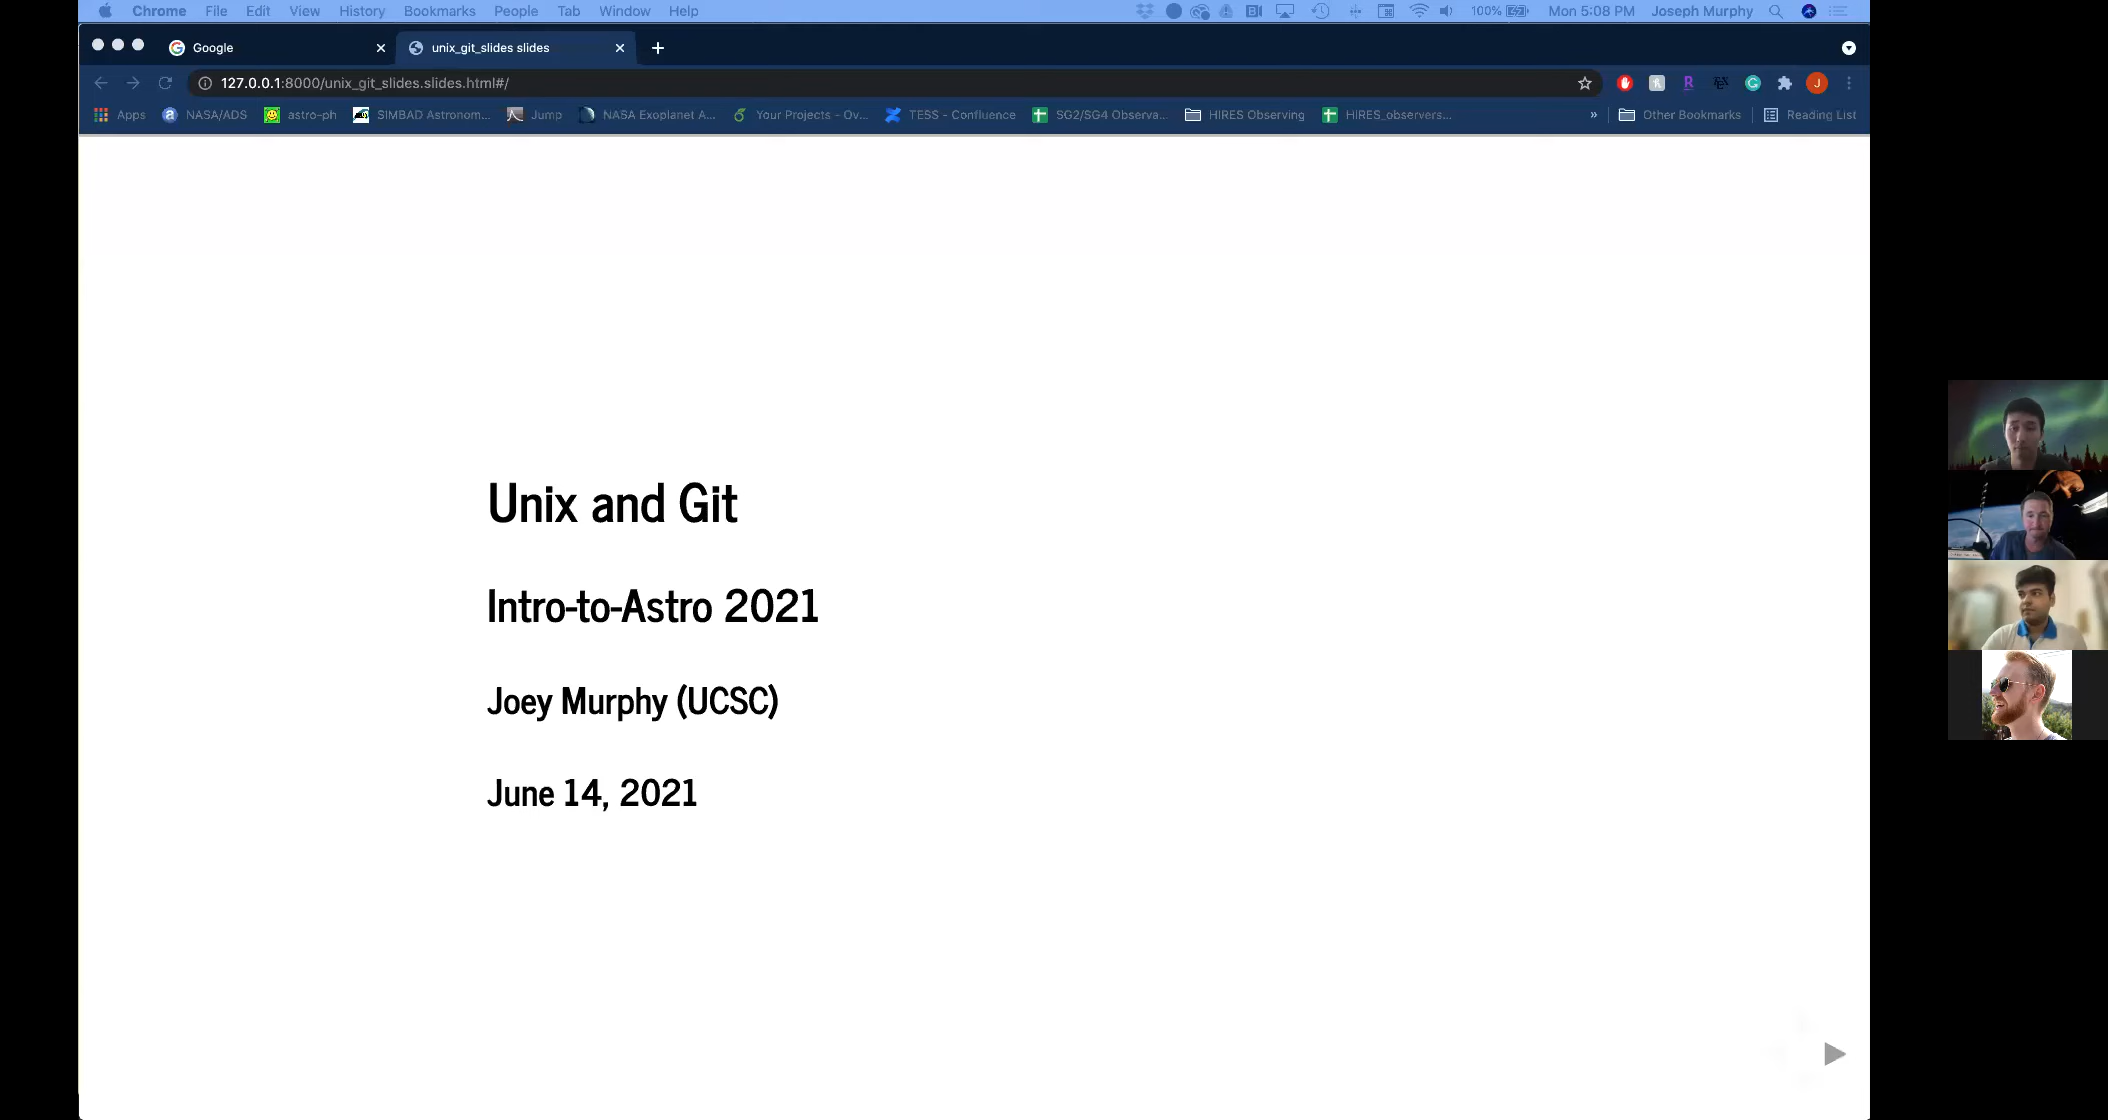 Chrome File Edit View History Bookmarks People Tab Window Help 100% Mon 5:08 PM Joseph Murphy
Google unix_git_slides slides
127.0.0.1:8000/unix_git_slides.slides.html#/
Apps NASA/ADS astro-ph SIMBAD Astronom... Jump NASA Exoplanet A... Your Projects - Ov... TESS - Confluence SG2/SG4 Observa... HIRES Observing HIRES_observers... » Other Bookmarks Reading List
Unix and Git
Intro-to-Astro 2021
Joey Murphy (UCSC)
June 14, 2021